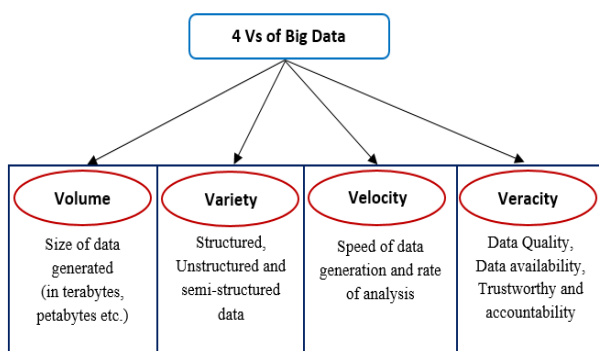 4 Vs of Big Data
Volume
Size of data
generated
(in terabytes,
petabytes etc.)
Variety
Structured,
Unstructured and
semi-structured
data
Velocity
Speed of data
generation and rate
of analysis
Veracity
Data Quality,
Data availability,
Trustworthy and
accountability